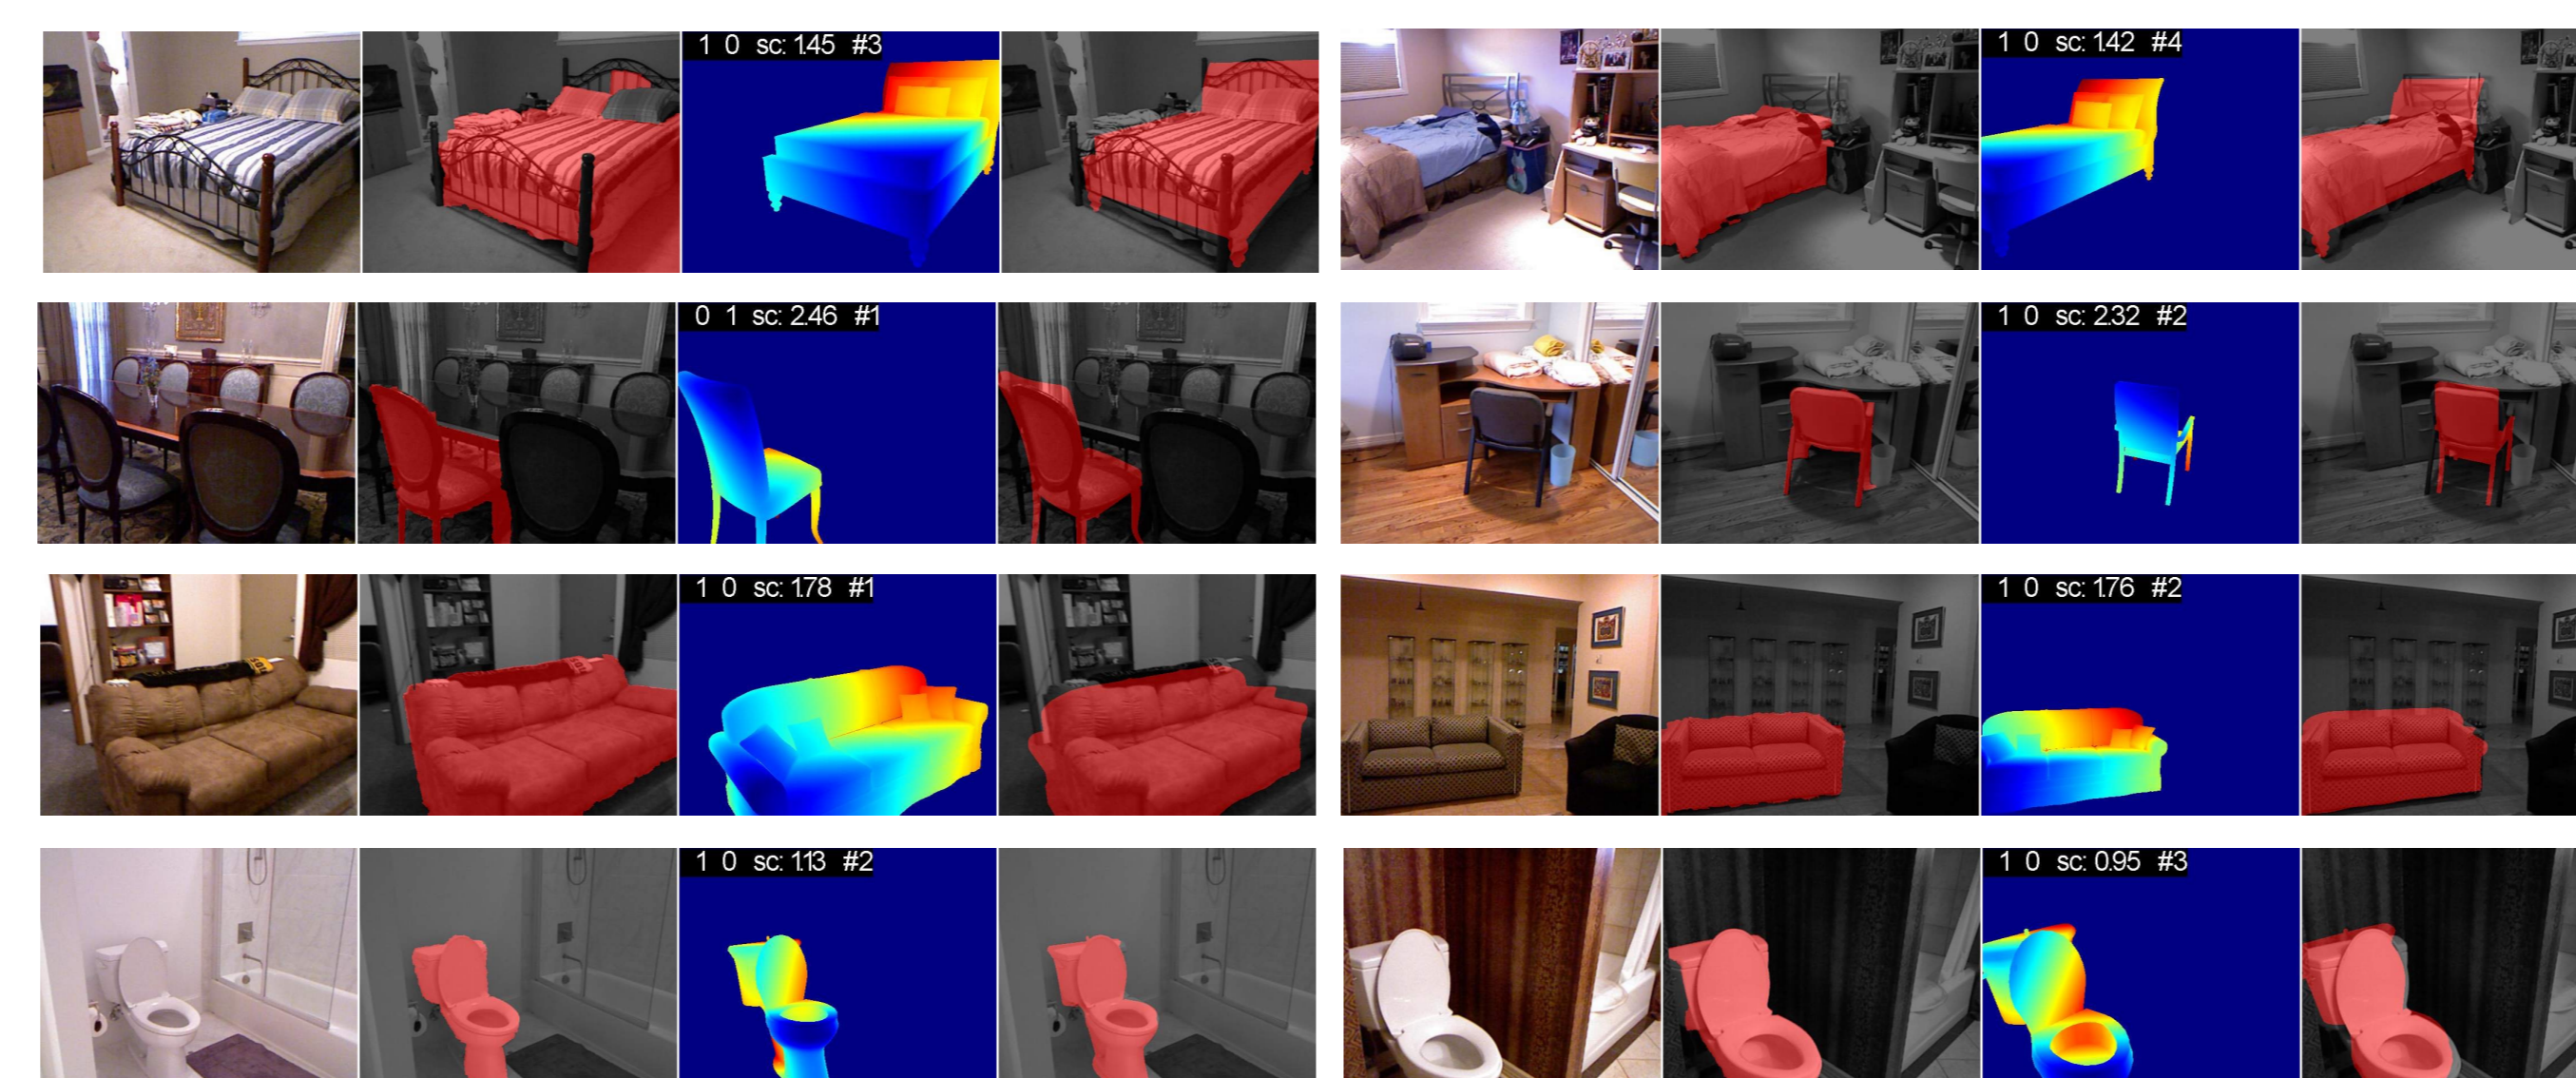 1 0 sc: 1.45 #3
1 0 sc: 1.42 #4
0 1 sc: 2.46 #1
1 0 sc: 2.32 #2
1 0 sc: 1.78 #1
1 0 sc: 1.76 #2
1 0 sc: 1.13 #2
1 0 sc: 0.95 #3